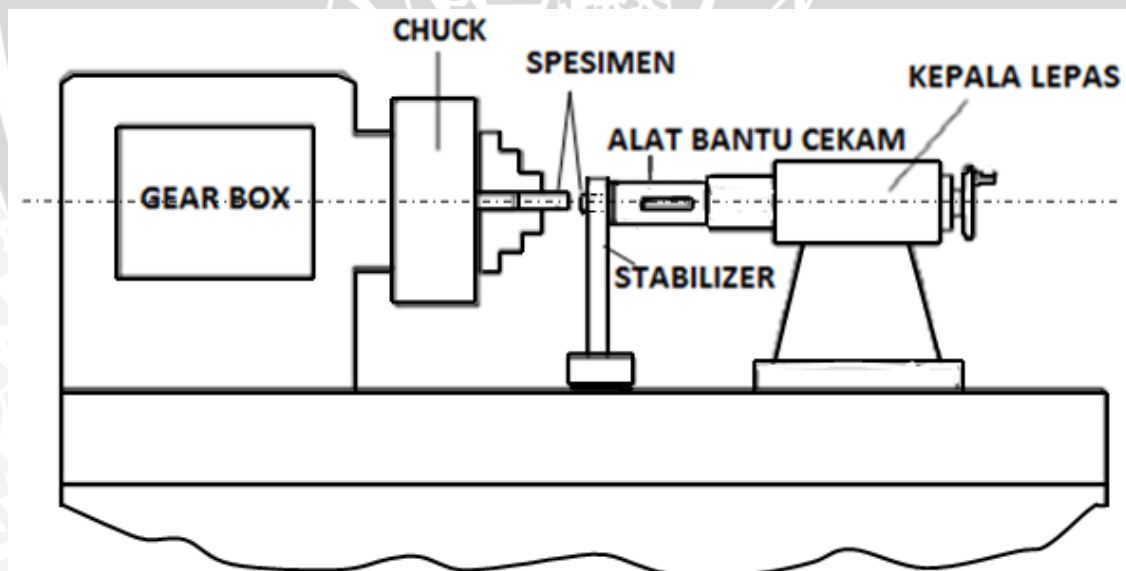 CHUCK
SPESIMEN
KEPALA LEPAS
ALAT BANTU CEKAM
GEAR BOX
STABILIZER